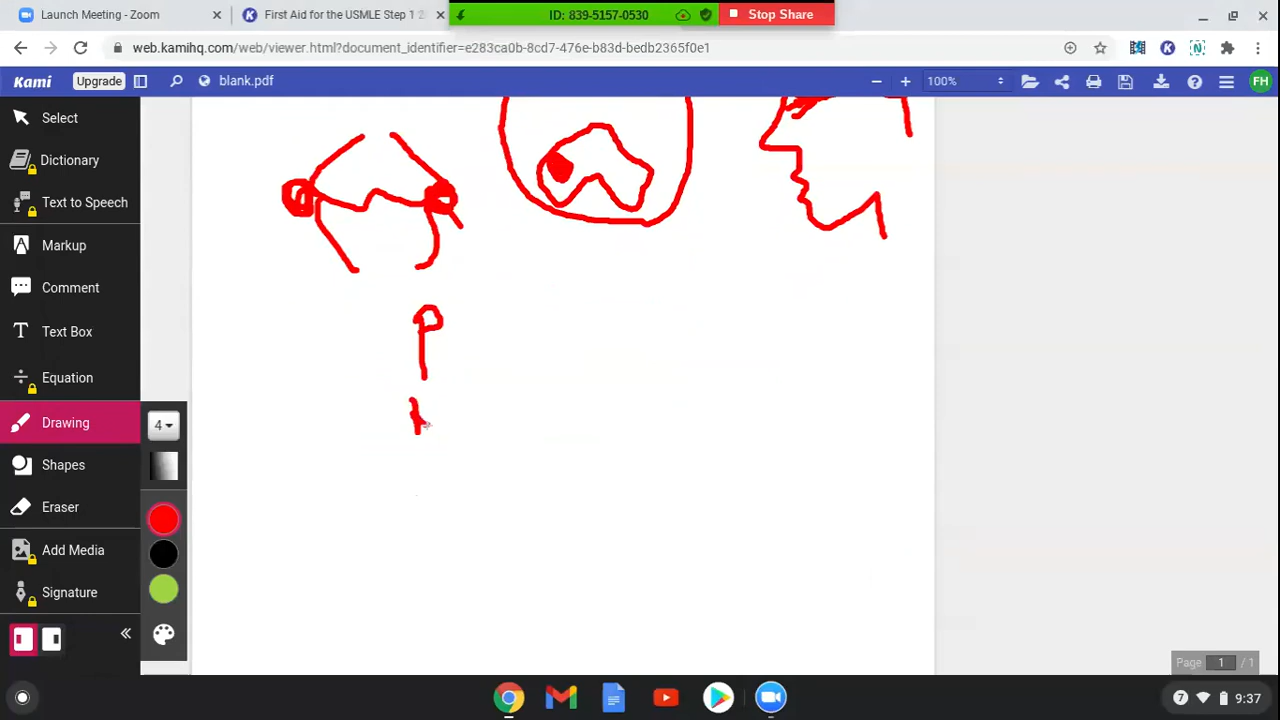 Launch Meeting - Zoom
First Aid for the USMLE Step 1 2
ID: 839-5157-0530
Stop Share
web.kamihq.com/web/viewer.html?document_identifier=e283ca0b-8cd7-476e-b83d-bedb2365f0e1
Kami
Upgrade
blank.pdf
100%
FH
Select
Dictionary
Text to Speech
Markup
Comment
Text Box
Equation
Drawing
4
Shapes
Eraser
Add Media
Signature
P
Page 1 / 1
7
9:37